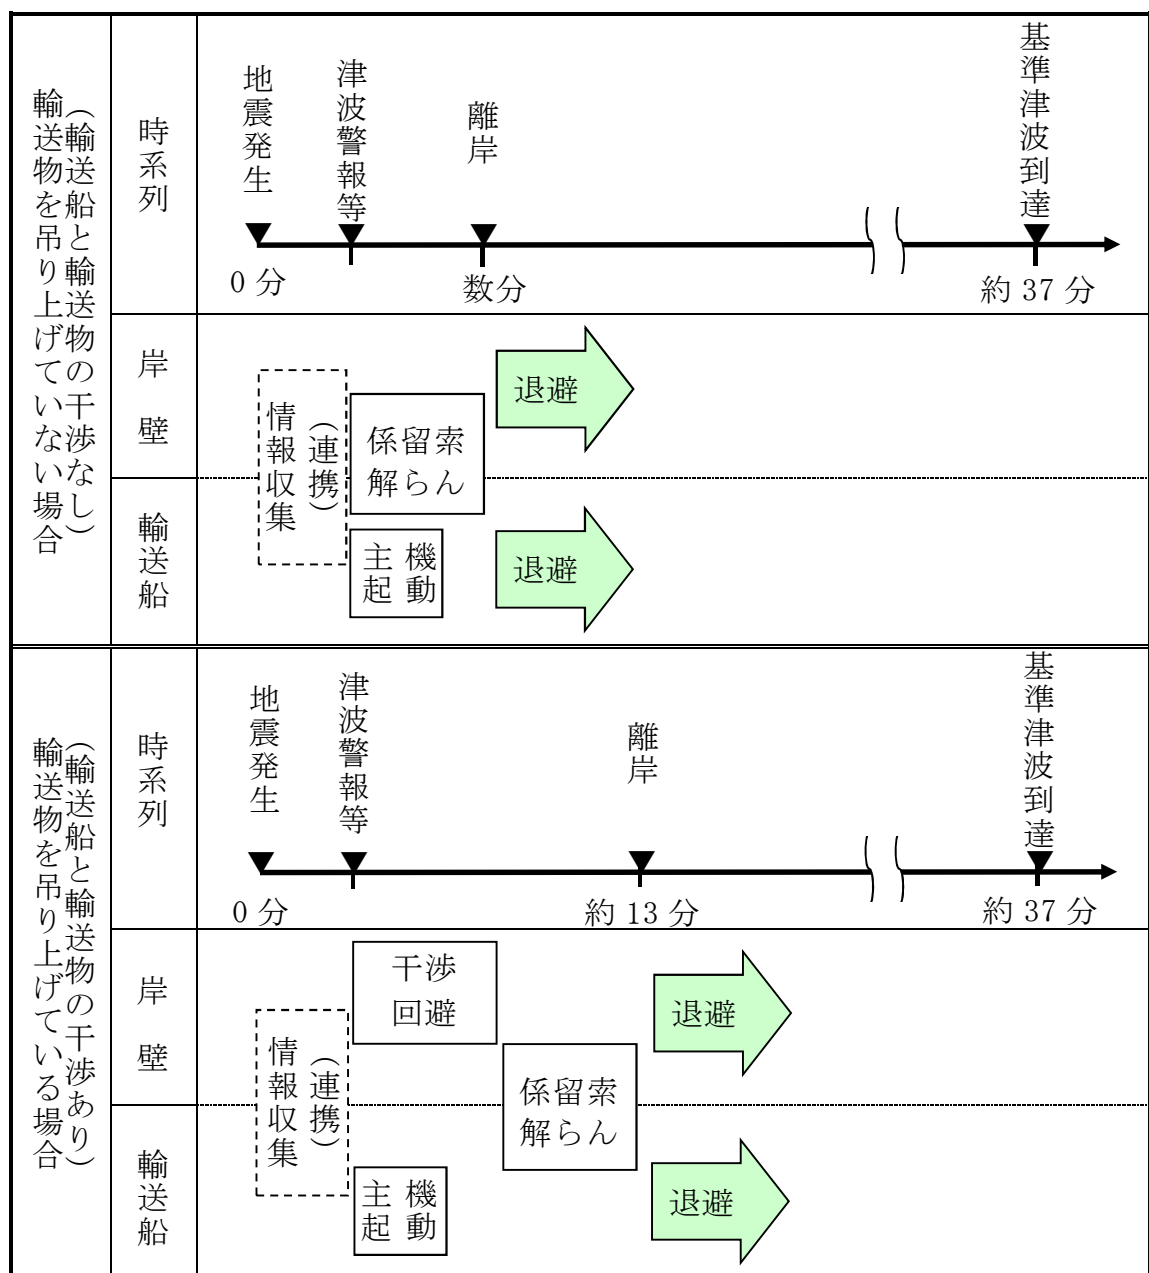 輸送物を吊り上げていない場合
（輸送船と輸送物の干渉なし）
時系列
地震発生
津波警報等
離岸
基準津波到達
0分
数分
約37分
岸壁
輸送船
情報収集
（連携）
係留索
解らん
主機
起動
退避
退避
輸送物を吊り上げている場合
（輸送船と輸送物の干渉あり）
時系列
地震発生
津波警報等
離岸
基準津波到達
0分
約13分
約37分
岸壁
輸送船
情報収集
（連携）
干渉
回避
係留索
解らん
主機
起動
退避
退避